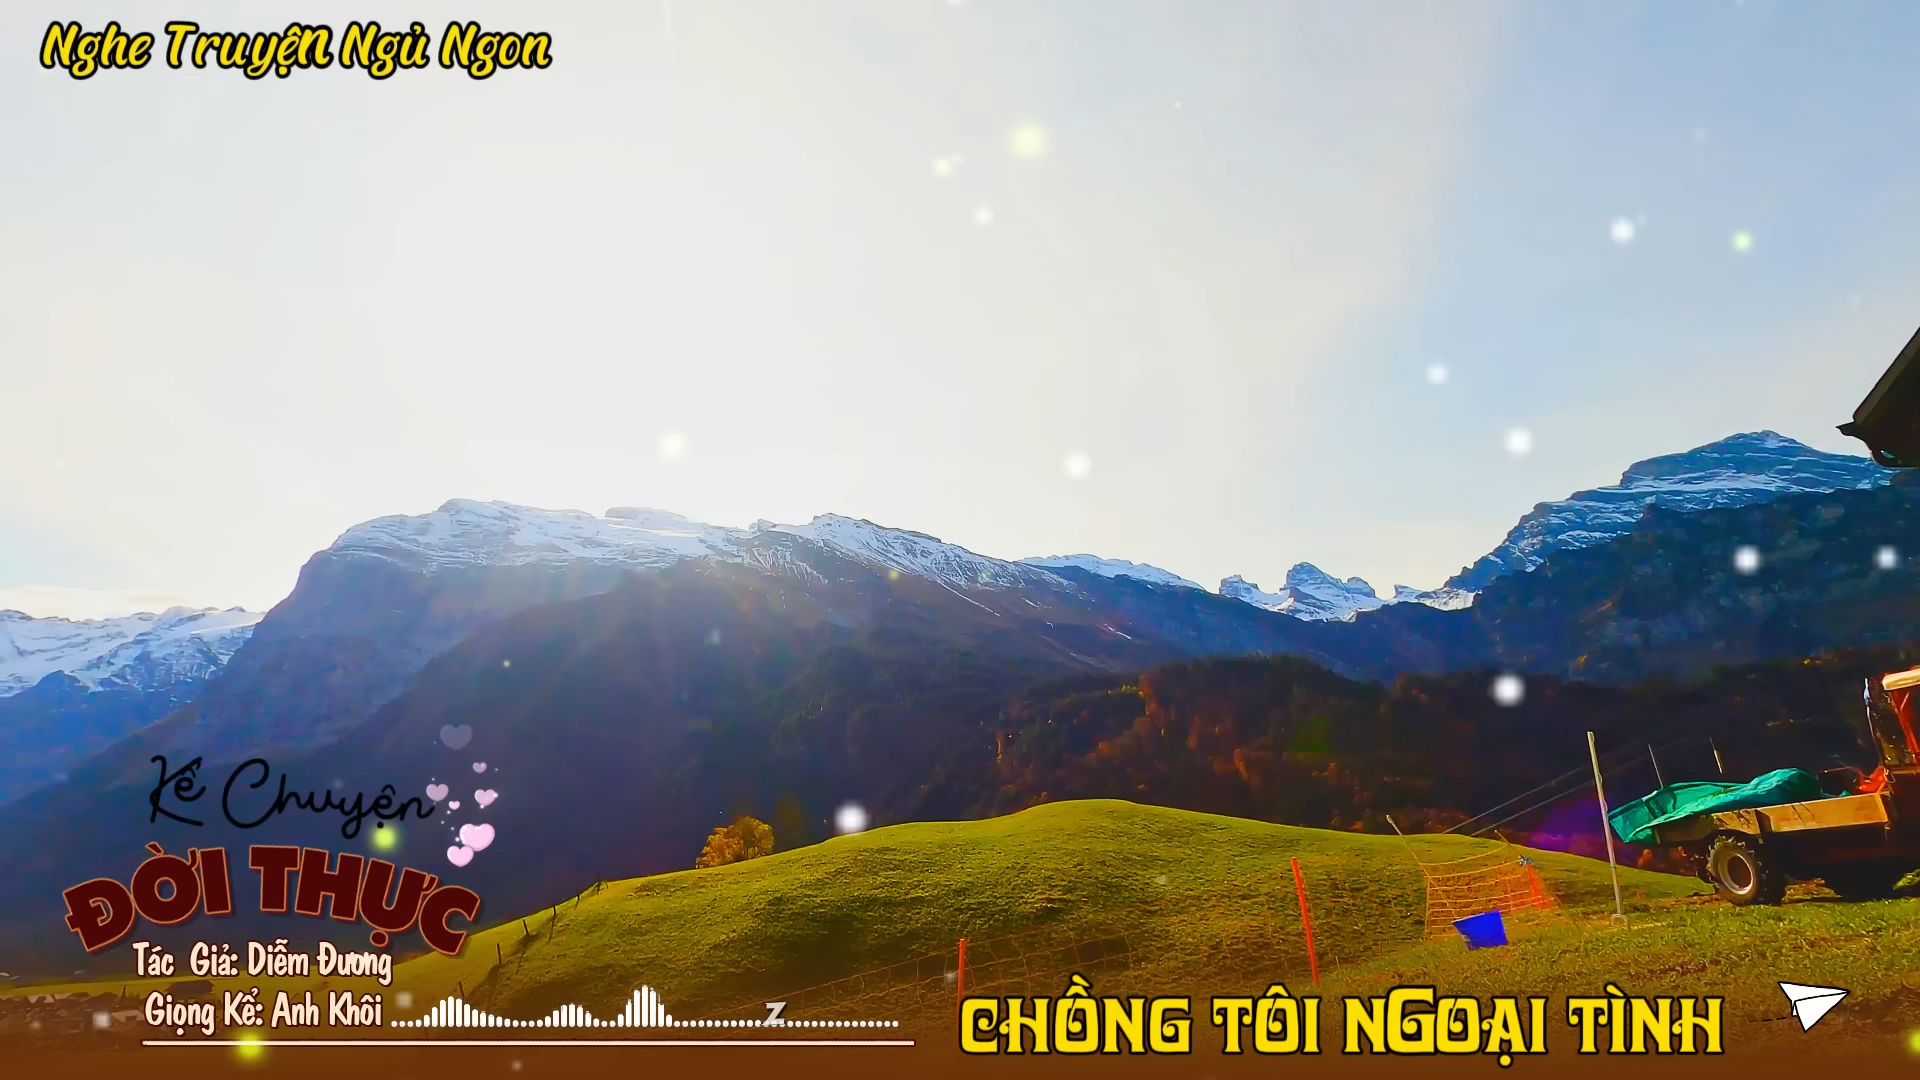 Nghe Truyện Ngủ Ngon
Kể Chuyện
ĐỜI THỰC
Tác Giả: Diễm Đương
Giọng Kể: Anh Khôi
z
CHỒNG TÔI NGOẠI TÌNH